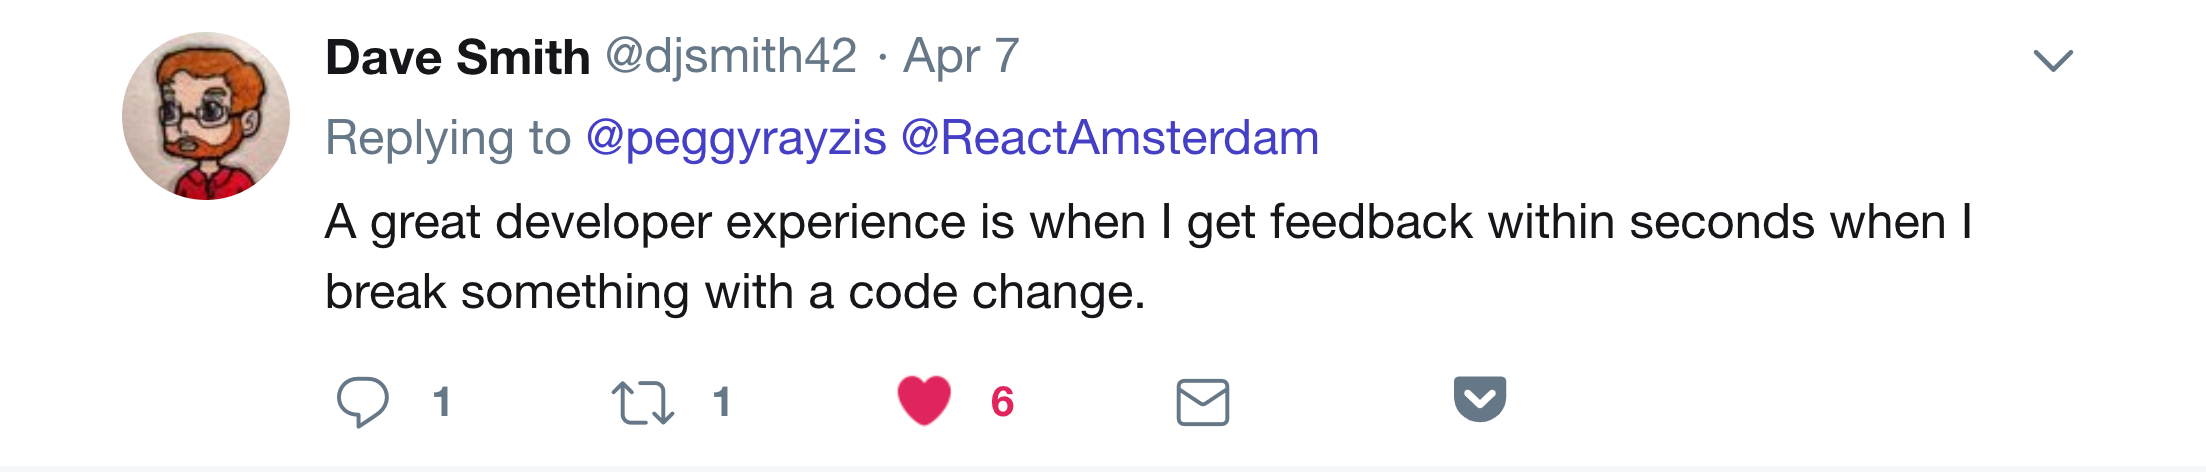 Dave Smith @djsmith42 · Apr 7
Replying to @peggyrayzis @ReactAmsterdam
A great developer experience is when I get feedback within seconds when I
break something with a code change.
1 1 6